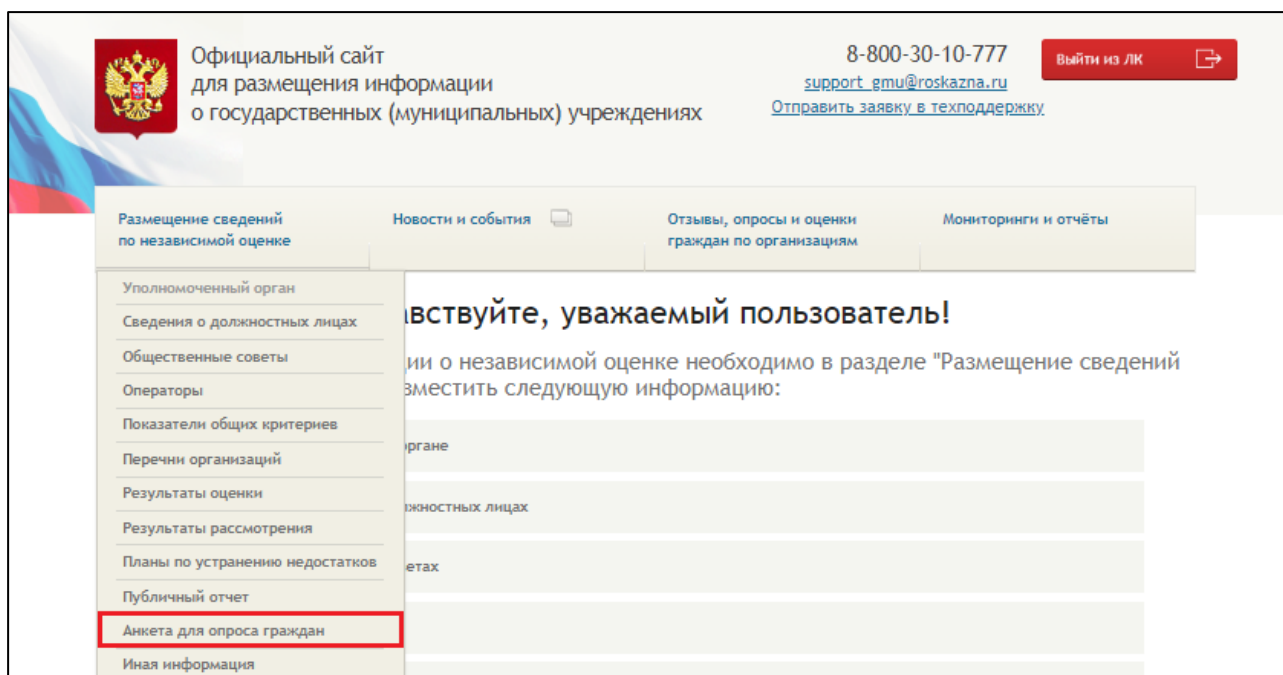 Официальный сайт
для размещения информации
о государственных (муниципальных) учреждениях
8-800-30-10-777
support_gmu@roskazna.ru
Отправить заявку в техподдержку
Выйти из ЛК
Размещение сведений
по независимой оценке
Новости и события
Отзывы, опросы и оценки
граждан по организациям
Мониторинги и отчёты
Уполномоченный орган
Сведения о должностных лицах
Общественные советы
Операторы
Показатели общих критериев
Перечни организаций
Результаты оценки
Результаты рассмотрения
Планы по устранению недостатков
Публичный отчет
Анкета для опроса граждан
Иная информация
авствуйте, уважаемый пользователь!
ии о независимой оценке необходимо в разделе "Размещение сведений
зместить следующую информацию:
органе
жностных лицах
етах